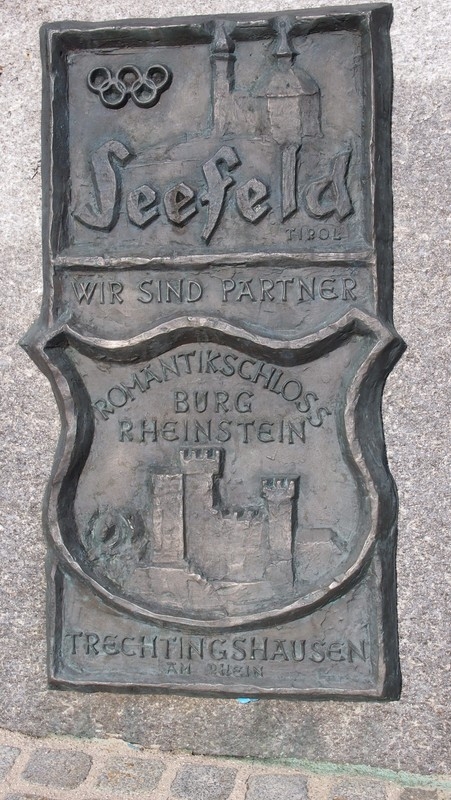 Seefeld
TIROL
WIR SIND PARTNER
ROMANTIKSCHLOSS
BURG
RHEINSTEIN
TRECHTINGSHAUSEN
AM RHEIN